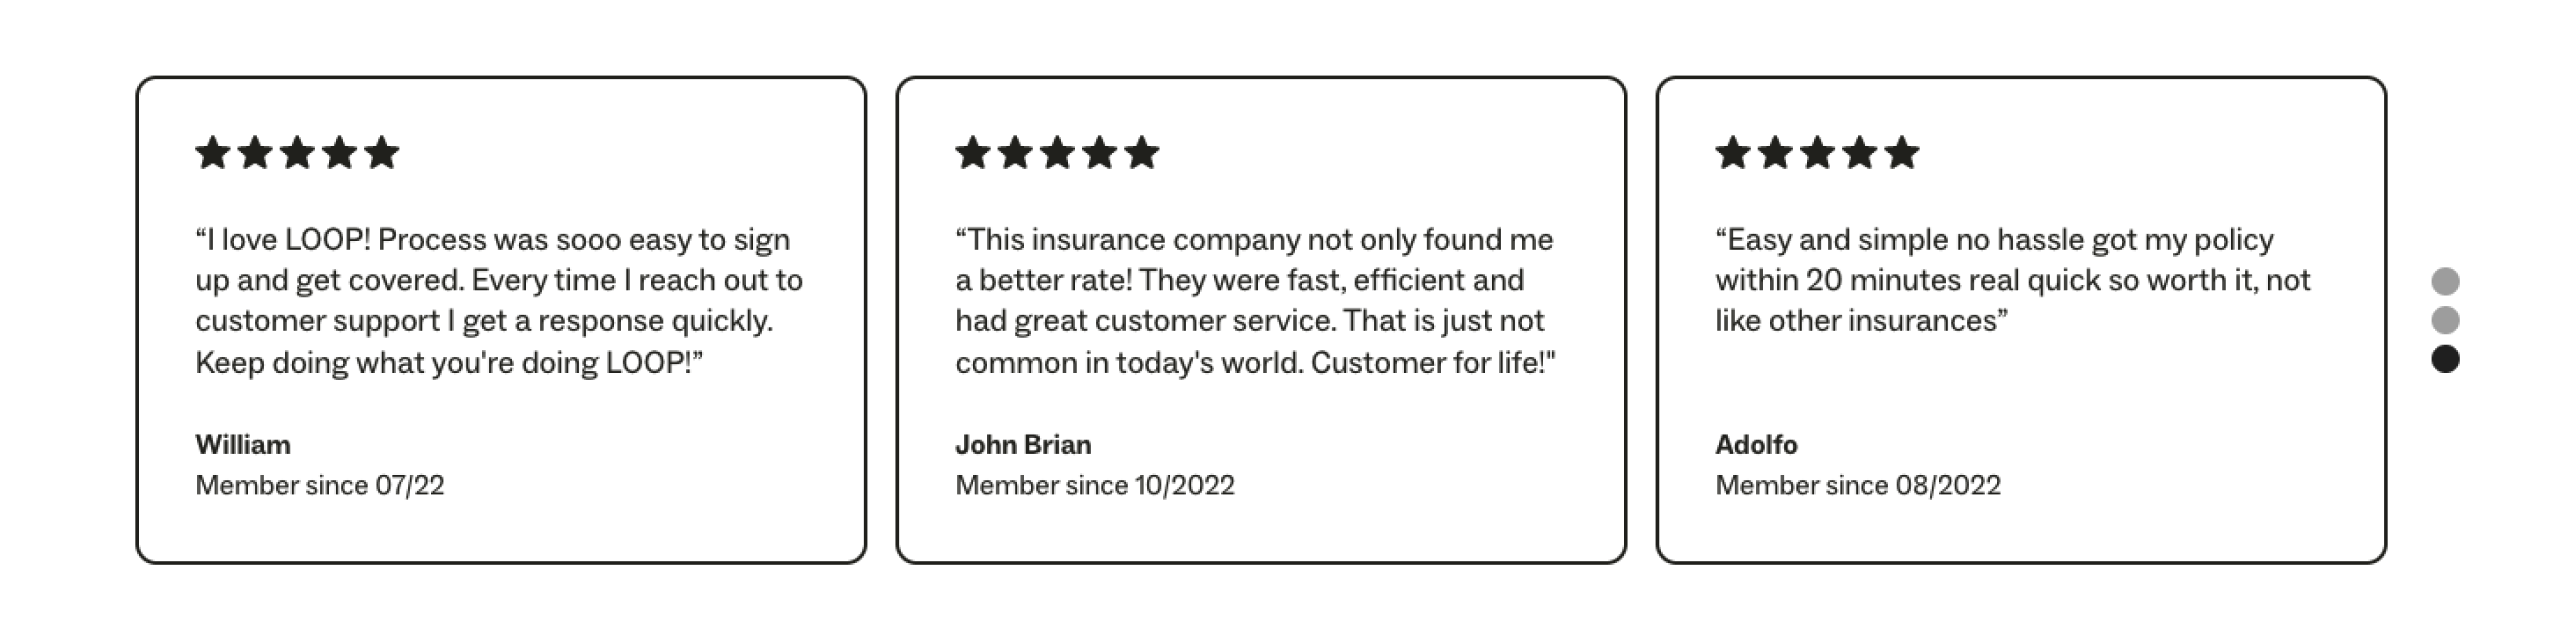 “I love LOOP! Process was sooo easy to sign
up and get covered. Every time I reach out to
customer support I get a response quickly.
Keep doing what you're doing LOOP!”
William
Member since 07/22
“This insurance company not only found me
a better rate! They were fast, efficient and
had great customer service. That is just not
common in today's world. Customer for life!"
John Brian
Member since 10/2022
“Easy and simple no hassle got my policy
within 20 minutes real quick so worth it, not
like other insurances”
Adolfo
Member since 08/2022